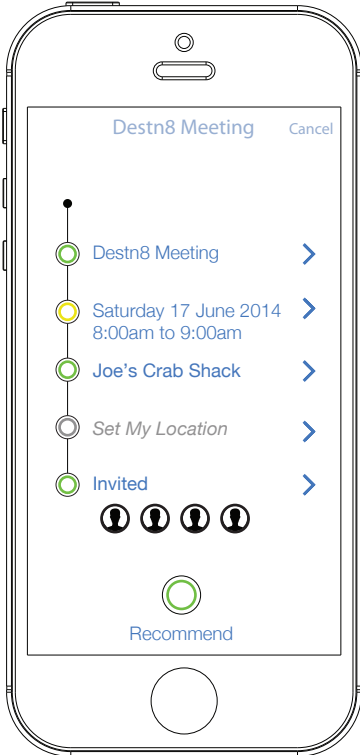 Destn8 Meeting Cancel
Destn8 Meeting
Saturday 17 June 2014
8:00am to 9:00am
Joe's Crab Shack
Set My Location
Invited
Recommend